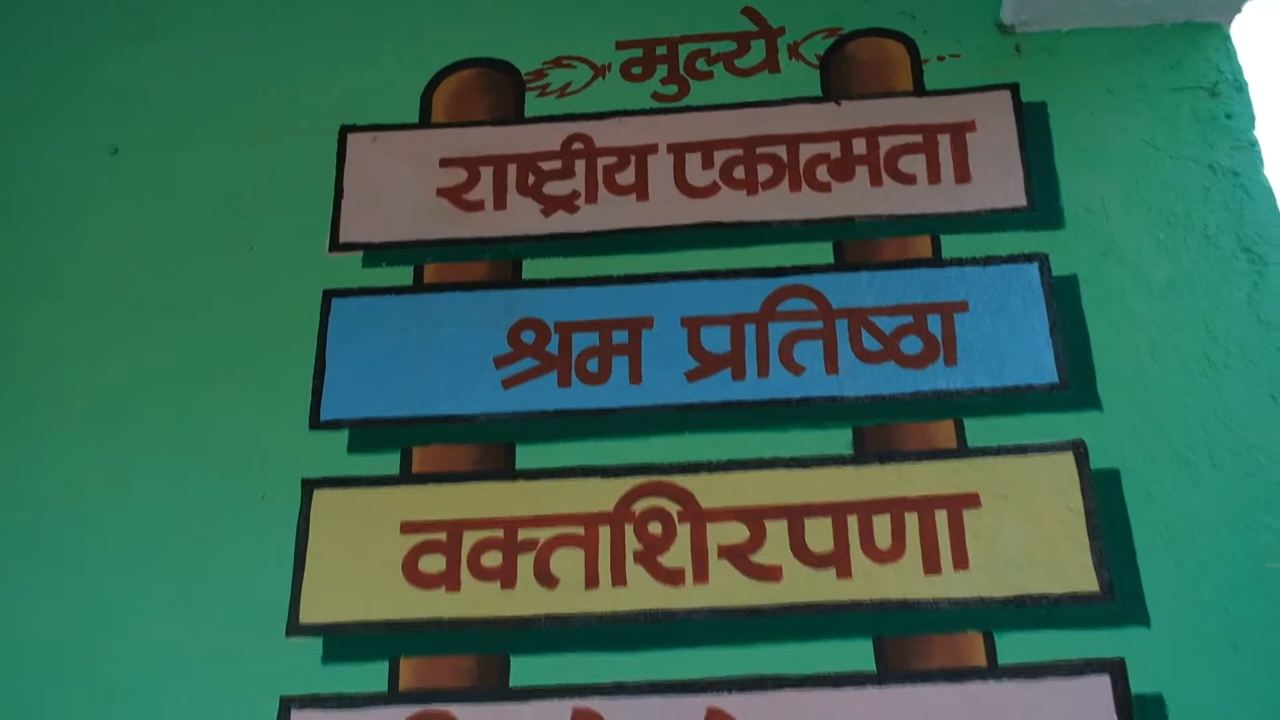 मुल्ये
राष्ट्रीय एकात्मता
श्रम प्रतिष्ठा
वक्तशिरपणा